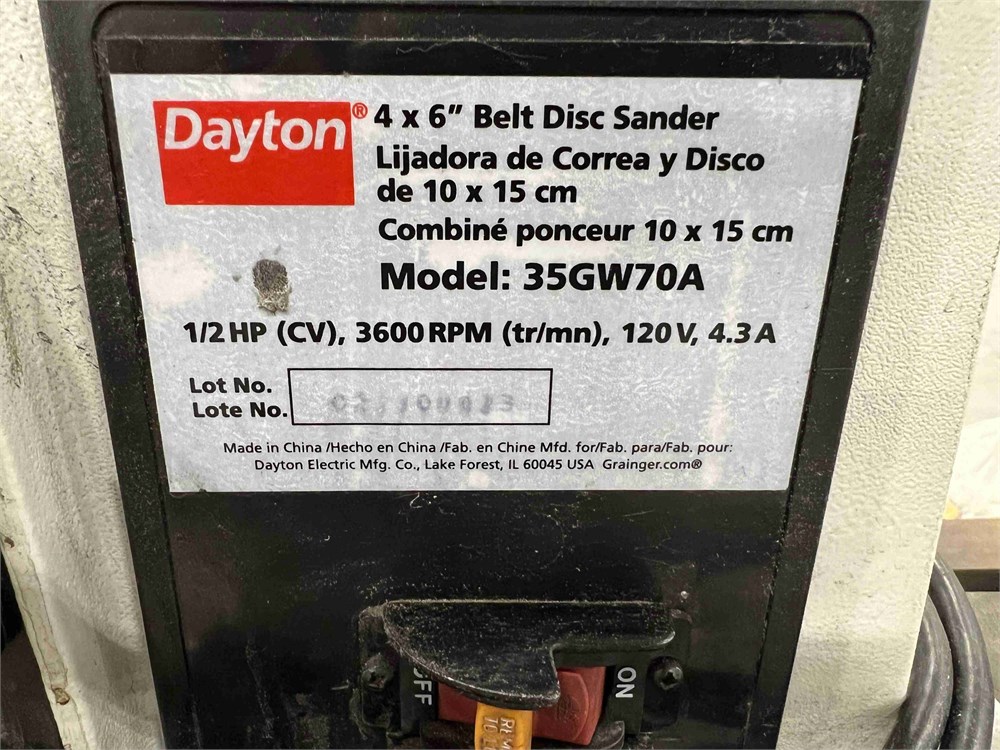 Dayton® 4 x 6” Belt Disc Sander
Lijadora de Correa y Disco
de 10 x 15 cm
Combiné ponceur 10 x 15 cm
Model: 35GW70A
1/2 HP (CV), 3600 RPM (tr/mn), 120 V, 4.3 A
Lot No.
Lote No.
Made in China /Hecho en China /Fab. en Chine Mfd. for/Fab. para/Fab. pour:
Dayton Electric Mfg. Co., Lake Forest, IL 60045 USA Grainger.com®
ON